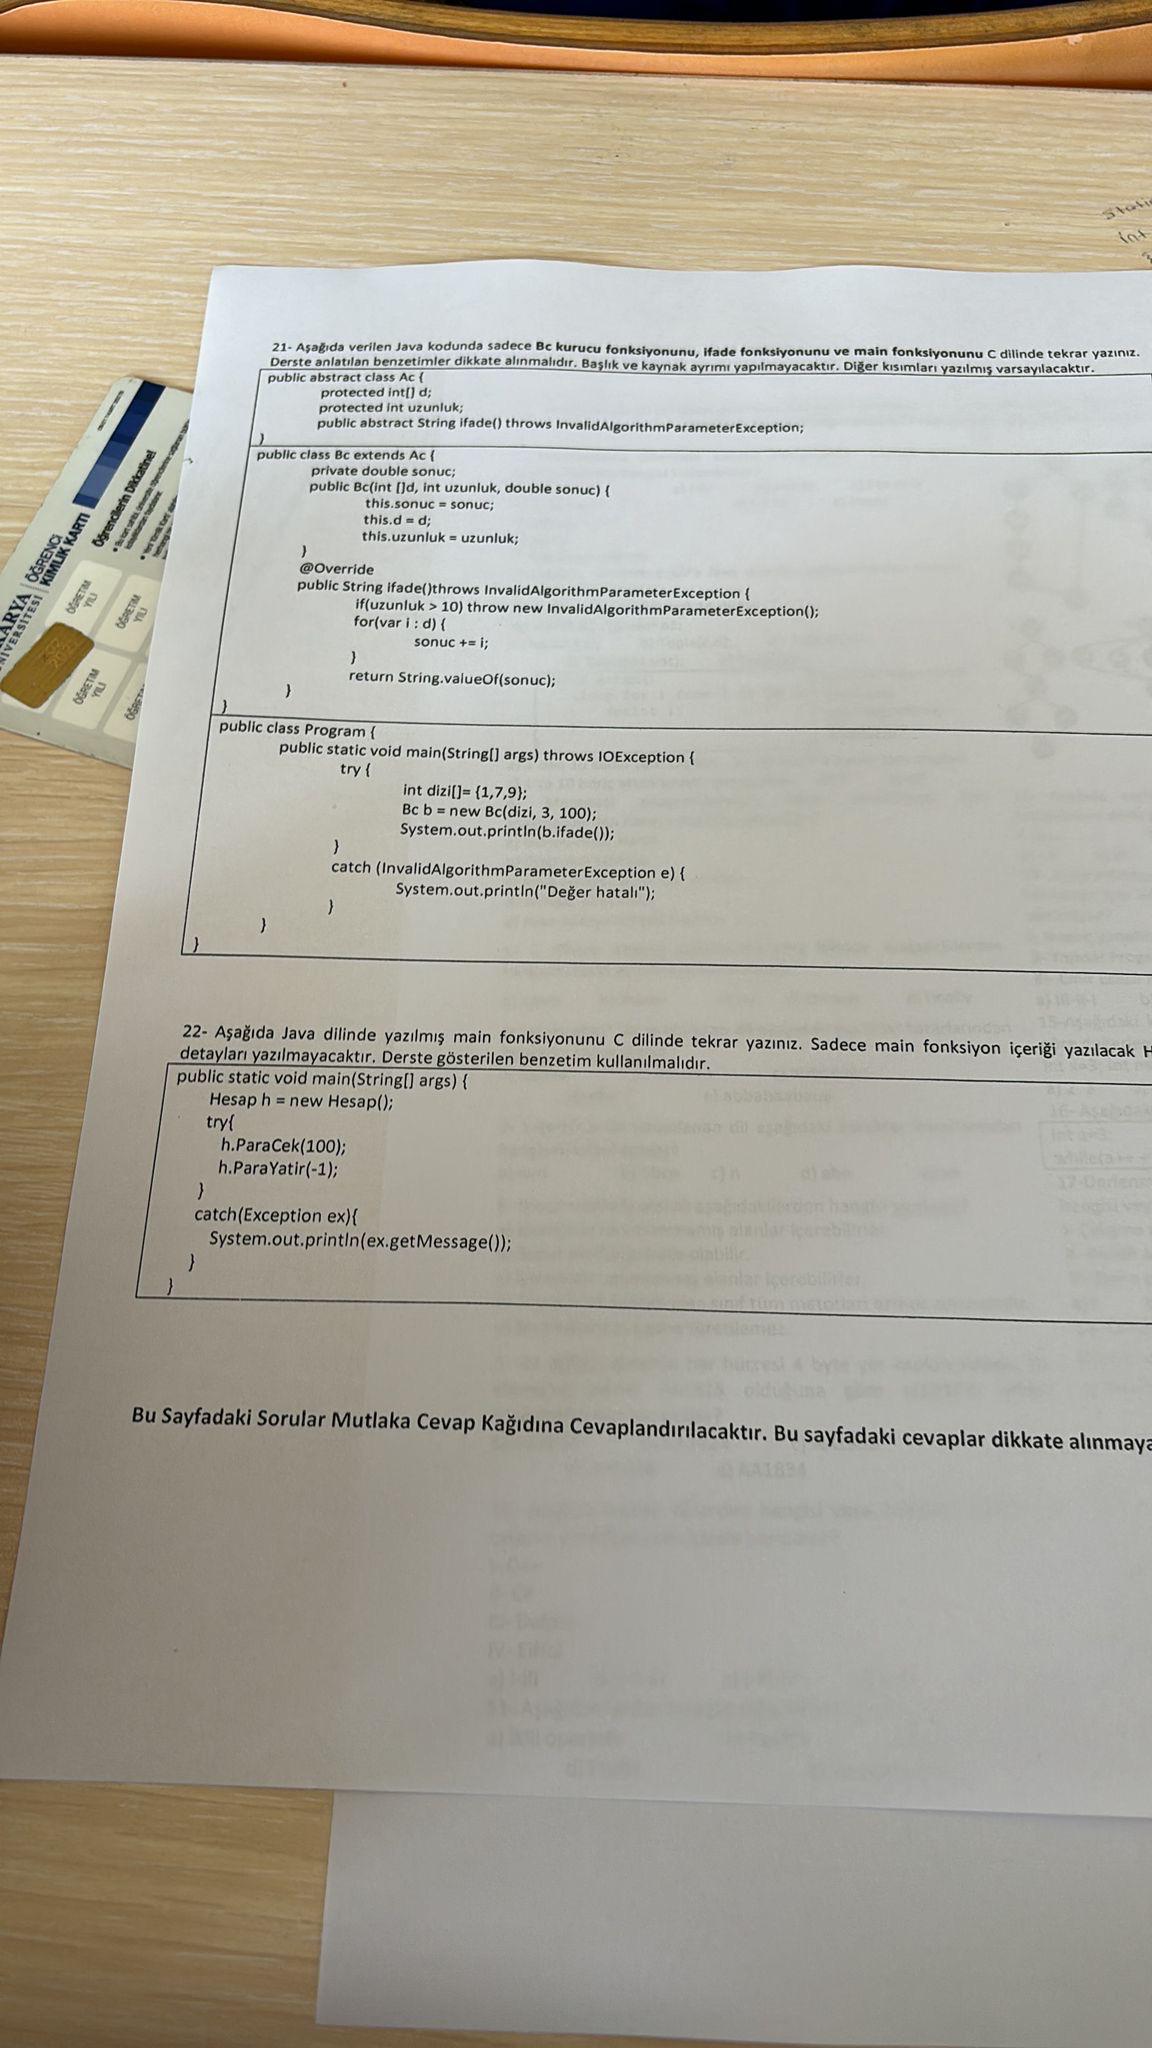 21- Aşağıda verilen Java kodunda sadece Bc kurucu fonksiyonunu, ifade fonksiyonunu ve main fonksiyonunu C dilinde tekrar yazınız.
Derste anlatılan benzetimler dikkate alınmalıdır. Başlık ve kaynak ayrımı yapılmayacaktır. Diğer kısımları yazılmış varsayılacaktır.
public abstract class Ac {
protected int[] d;
protected int uzunluk;
public abstract String ifade() throws InvalidAlgorithmParameterException;
}
public class Bc extends Ac {
private double sonuc;
public Bc(int []d, int uzunluk, double sonuc) {
this.sonuc = sonuc;
this.d = d;
this.uzunluk = uzunluk;
}
@Override
public String ifade()throws InvalidAlgorithmParameterException {
if(uzunluk > 10) throw new InvalidAlgorithmParameterException();
for(var i : d) {
sonuc += i;
}
return String.valueOf(sonuc);
}
}
public class Program {
public static void main(String[] args) throws IOException {
try {
int dizi[]= {1,7,9};
Bc b = new Bc(dizi, 3, 100);
System.out.println(b.ifade());
}
catch (InvalidAlgorithmParameterException e) {
System.out.println("Değer hatalı");
}
}
}
22- Aşağıda Java dilinde yazılmış main fonksiyonunu C dilinde tekrar yazınız. Sadece main fonksiyon içeriği yazılacak
detayları yazılmayacaktır. Derste gösterilen benzetim kullanılmalıdır.
public static void main(String[] args) {
Hesap h = new Hesap();
try{
h.ParaCek(100);
h.ParaYatir(-1);
}
catch(Exception ex){
System.out.println(ex.getMessage());
}
}
Bu Sayfadaki Sorular Mutlaka Cevap Kağıdına Cevaplandırılacaktır. Bu sayfadaki cevaplar dikkate alınmaya
ÖĞRENCİ
KİMLİK KARTI
Öğrencilerin Dikkatine!
ÖĞRETİM
YILI
ÖĞRETİM
YILI
ÖĞRETİM
YILI
int